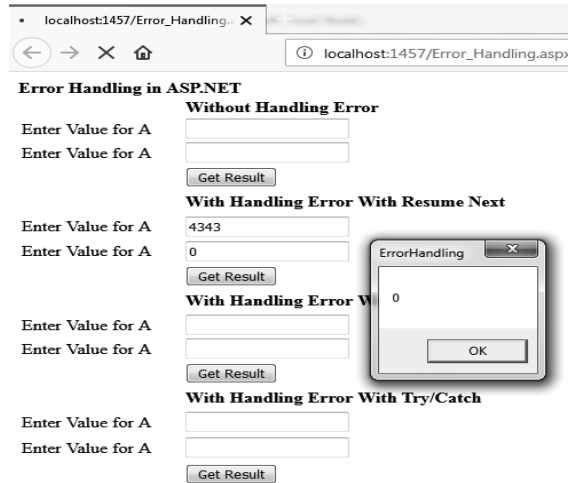 localhost:1457/Error_Handling.
localhost:1457/Error_Handling.aspx
Error Handling in ASP.NET
Without Handling Error
Enter Value for A
Enter Value for A
Get Result
With Handling Error With Resume Next
Enter Value for A 4343
Enter Value for A 0
Get Result
ErrorHandling
0
OK
With Handling Error W
Enter Value for A
Enter Value for A
Get Result
With Handling Error With Try/Catch
Enter Value for A
Enter Value for A
Get Result